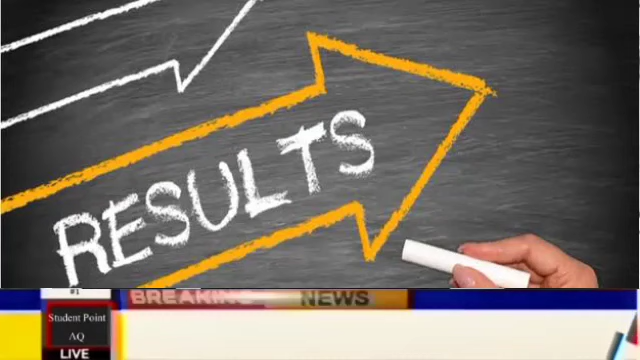 RESULTS
#1
BREAKING NEWS
Student Point
AQ
LIVE